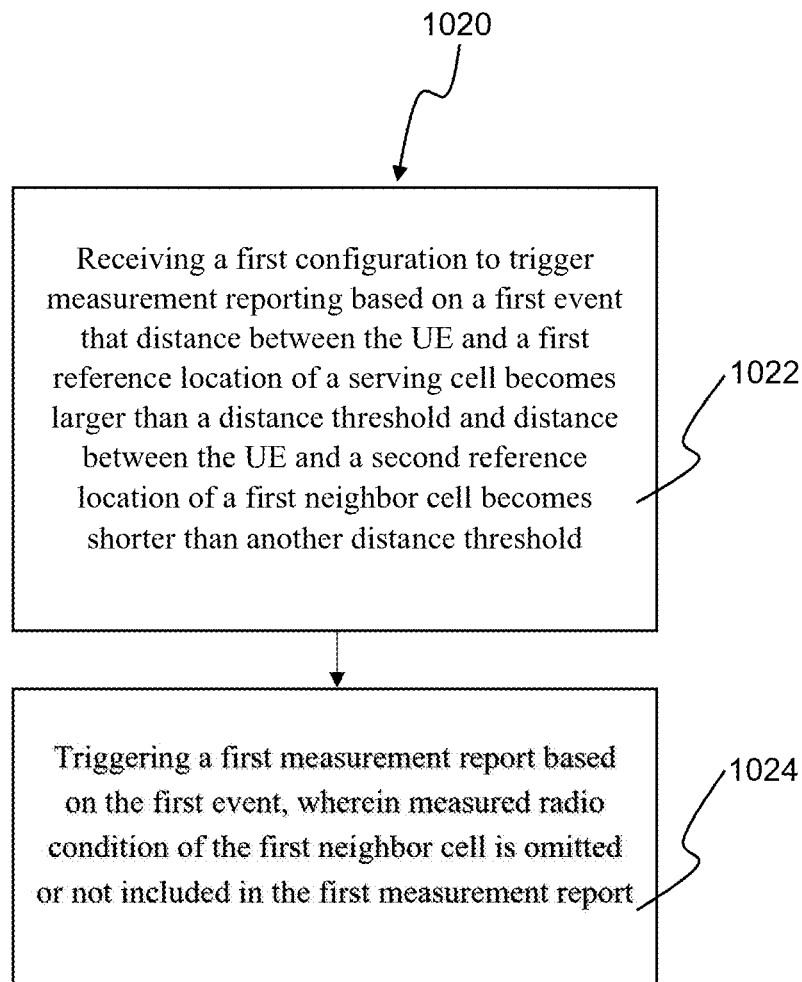 1020
Receiving a first configuration to trigger
measurement reporting based on a first event
that distance between the UE and a first
reference location of a serving cell becomes
larger than a distance threshold and distance
between the UE and a second reference
location of a first neighbor cell becomes
shorter than another distance threshold
1022
Triggering a first measurement report based
on the first event, wherein measured radio
condition of the first neighbor cell is omitted
or not included in the first measurement report
1024